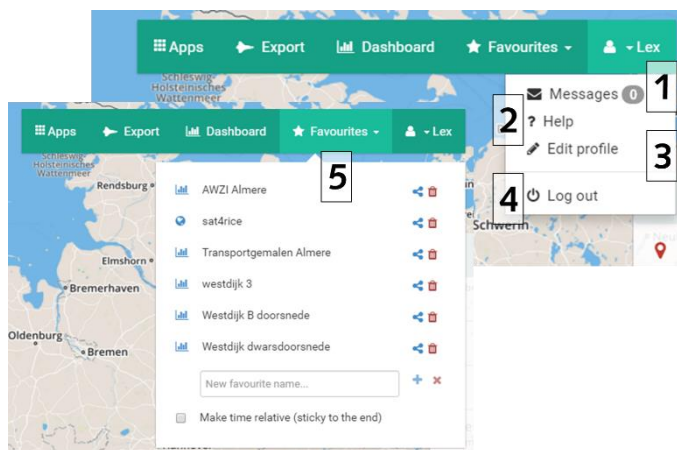 Apps Export Dashboard Favourites Lex
1
Schleswig-
Holsteinisches
Wattenmeer
Messages 0
2
? Help
Edit profile
3
4
Log out
Schwerin
Apps Export Dashboard Favourites Lex
5
Schleswig-
Holsteinisches
Wattenmeer
Rendsburg
AWZI Almere
sat4rice
Elmshorn
Transportgemalen Almere
Bremerhaven
westdijk 3
Westdijk B doorsnede
Oldenburg
Bremen
Westdijk dwarsdoorsnede
New favourite name...
Make time relative (sticky to the end)